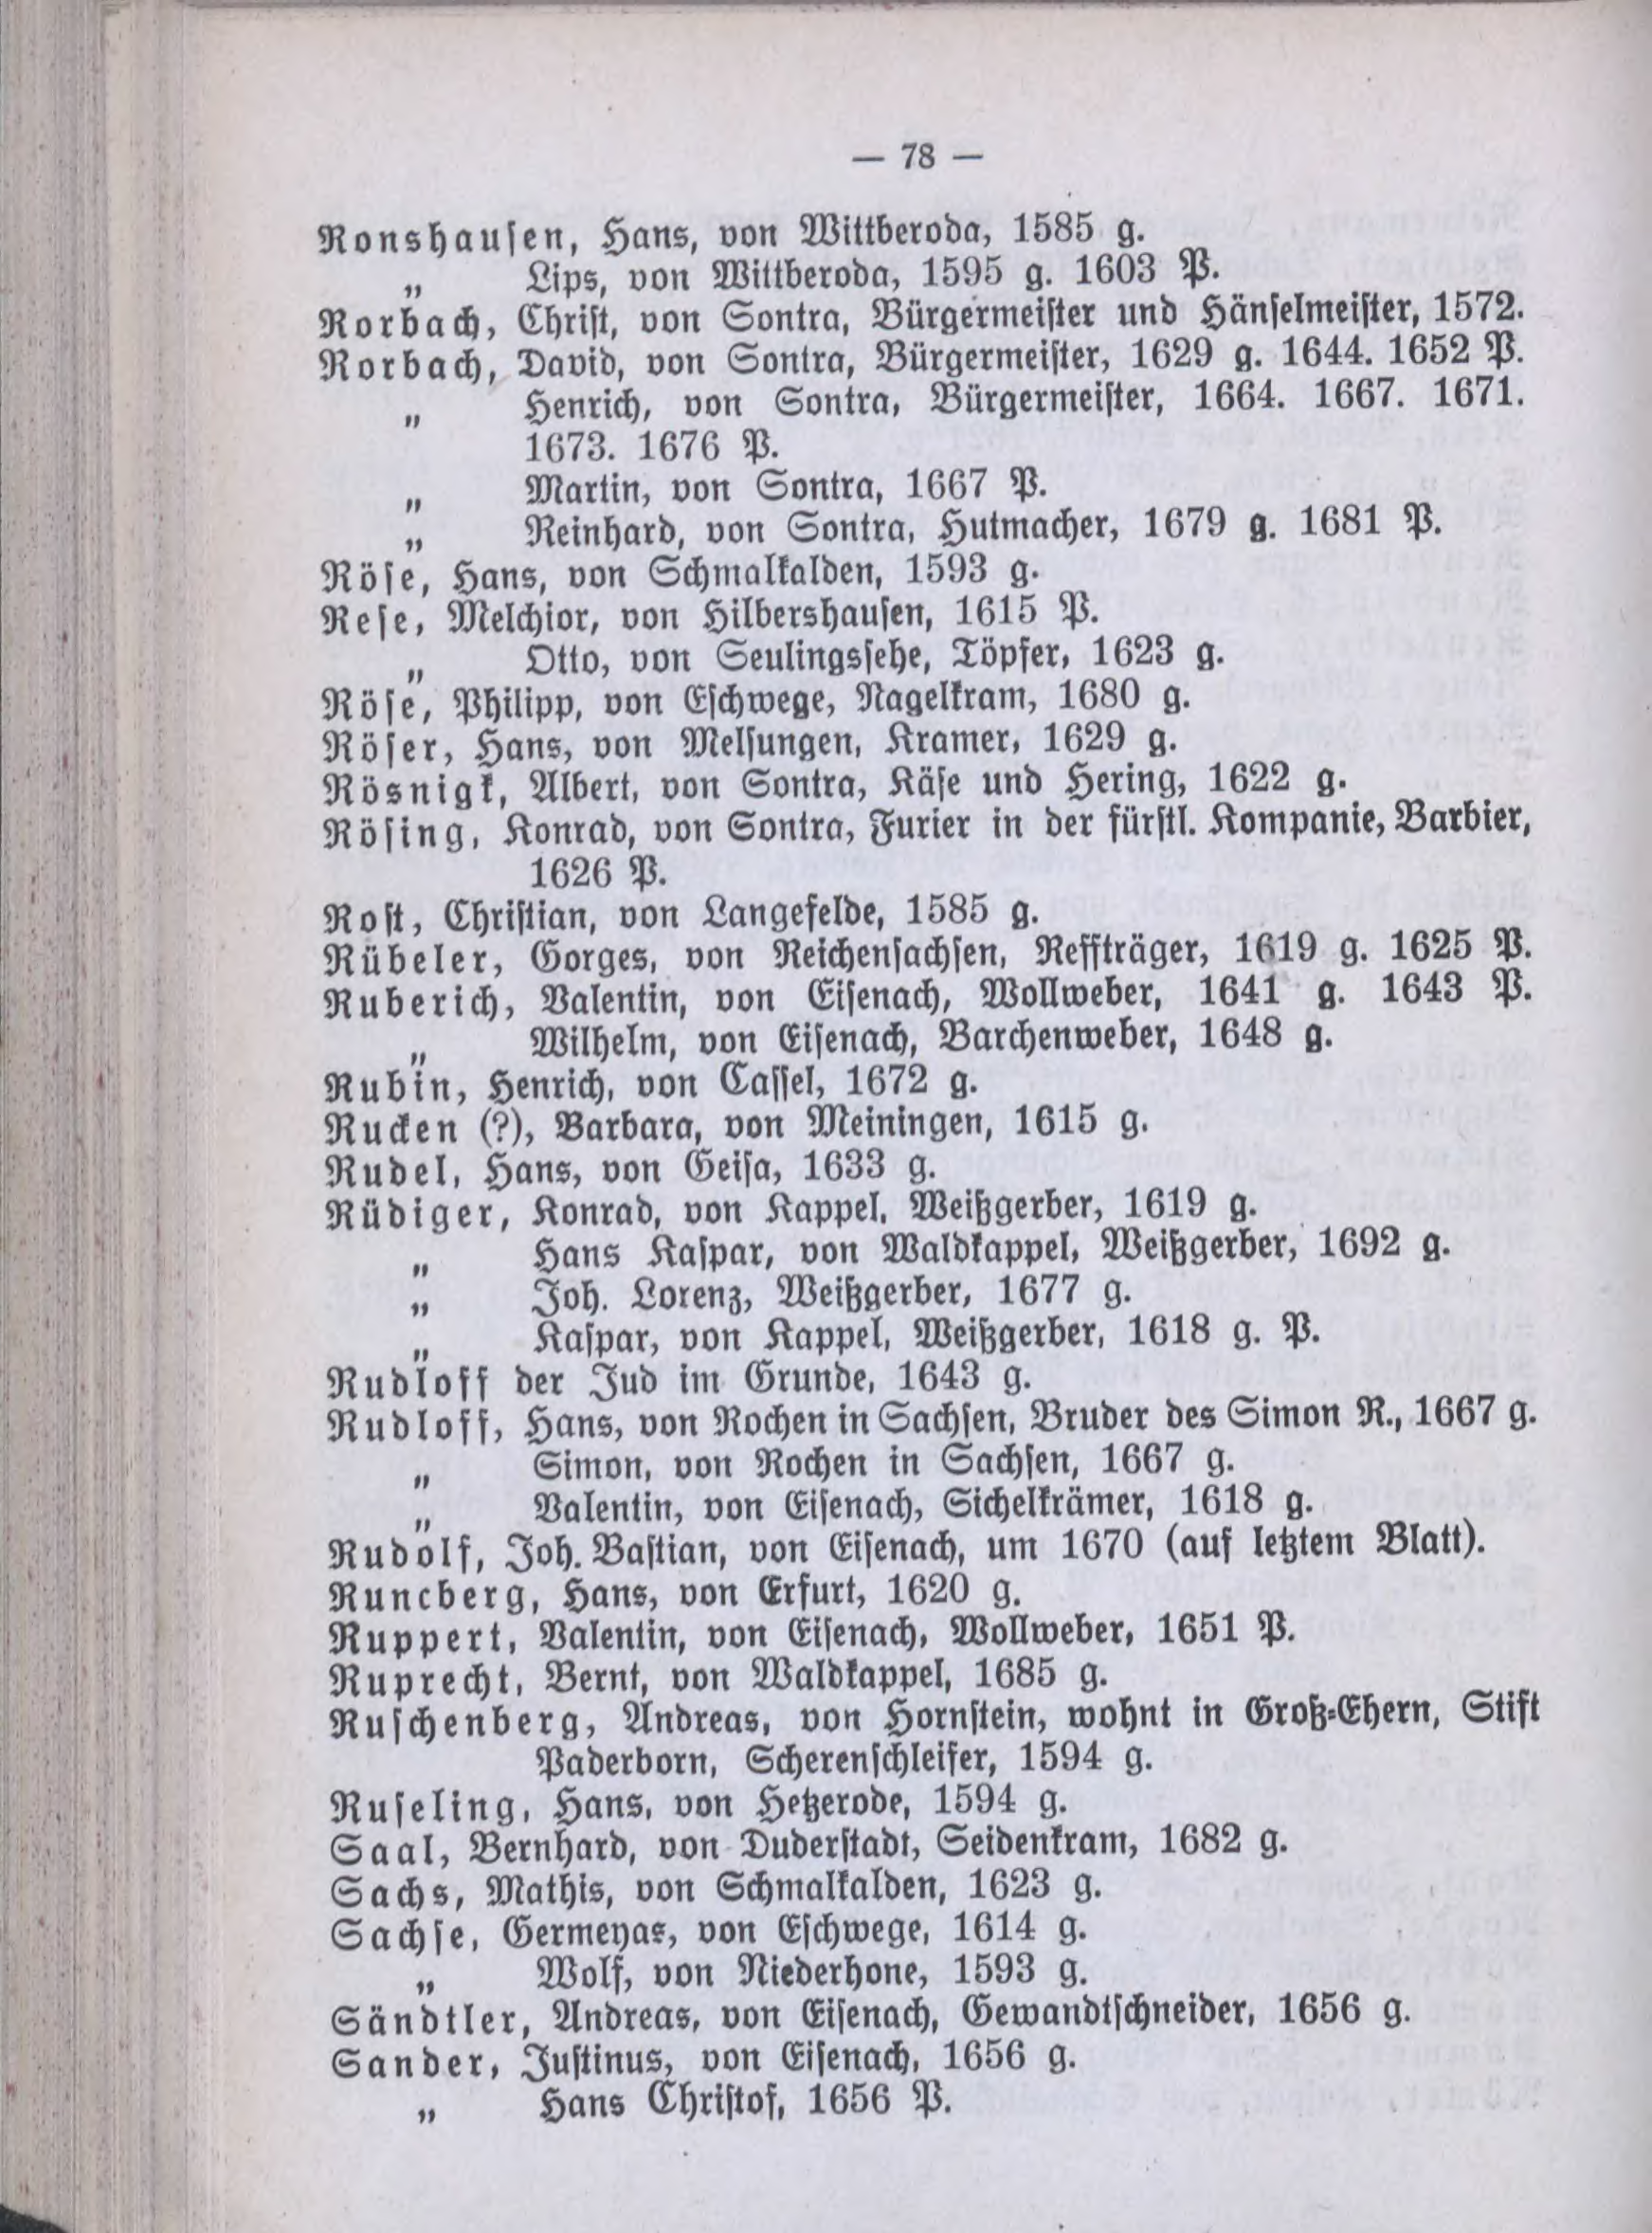 — 78 —
Ronshausen, Hans, von Wittberoda, 1585 g.
„ Lips, von Wittberoda, 1595 g. 1603 P.
Rorbach, Christ, von Sontra, Bürgermeister und Hänselmeister, 1572.
Rorbach, David, von Sontra, Bürgermeister, 1629 g. 1644. 1652 P.
„ Henrich, von Sontra, Bürgermeister, 1664. 1667. 1671.
1673. 1676 P.
„ Martin, von Sontra, 1667 P.
„ Reinhard, von Sontra, Hutmacher, 1679 g. 1681 P.
Röse, Hans, von Schmalkalden, 1593 g.
Rese, Melchior, von Hilbershausen, 1615 P.
„ Otto, von Seulingssehe, Töpfer, 1623 g.
Röse, Philipp, von Eschwege, Nagelkram, 1680 g.
Röser, Hans, von Melsungen, Kramer, 1629 g.
Rösnigk, Albert, von Sontra, Käse und Hering, 1622 g.
Rösing, Konrad, von Sontra, Furier in der fürstl. Kompanie, Barbier,
1626 P.
Rost, Christian, von Langefelde, 1585 g.
Rübeler, Gorges, von Reichensachsen, Reffträger, 1619 g. 1625 P.
Ruberich, Valentin, von Eisenach, Wollweber, 1641 g. 1643 P.
„ Wilhelm, von Eisenach, Barchenweber, 1648 g.
Rubin, Henrich, von Cassel, 1672 g.
Rucken (?), Barbara, von Meiningen, 1615 g.
Rudel, Hans, von Geisa, 1633 g.
Rüdiger, Konrad, von Kappel, Weißgerber, 1619 g.
„ Hans Kaspar, von Waldkappel, Weißgerber, 1692 g.
„ Joh. Lorenz, Weißgerber, 1677 g.
„ Kaspar, von Kappel, Weißgerber, 1618 g. P.
Rudloff der Jud im Grunde, 1643 g.
Rudloff, Hans, von Rochen in Sachsen, Bruder des Simon R., 1667 g.
„ Simon, von Rochen in Sachsen, 1667 g.
„ Valentin, von Eisenach, Sichelkrämer, 1618 g.
Rudolf, Joh. Bastian, von Eisenach, um 1670 (auf letztem Blatt).
Runcberg, Hans, von Erfurt, 1620 g.
Ruppert, Valentin, von Eisenach, Wollweber, 1651 P.
Ruprecht, Bernt, von Waldkappel, 1685 g.
Ruschenberg, Andreas, von Hornstein, wohnt in Groß-Ehern, Stift
Paderborn, Scherenschleifer, 1594 g.
Ruseling, Hans, von Hetzerode, 1594 g.
Saal, Bernhard, von Duderstadt, Seidenkram, 1682 g.
Sachs, Mathis, von Schmalkalden, 1623 g.
Sachse, Germeyas, von Eschwege, 1614 g.
„ Wolf, von Niederhone, 1593 g.
Sändtler, Andreas, von Eisenach, Gewandtschneider, 1656 g.
Sander, Justinus, von Eisenach, 1656 g.
„ Hans Christof, 1656 P.